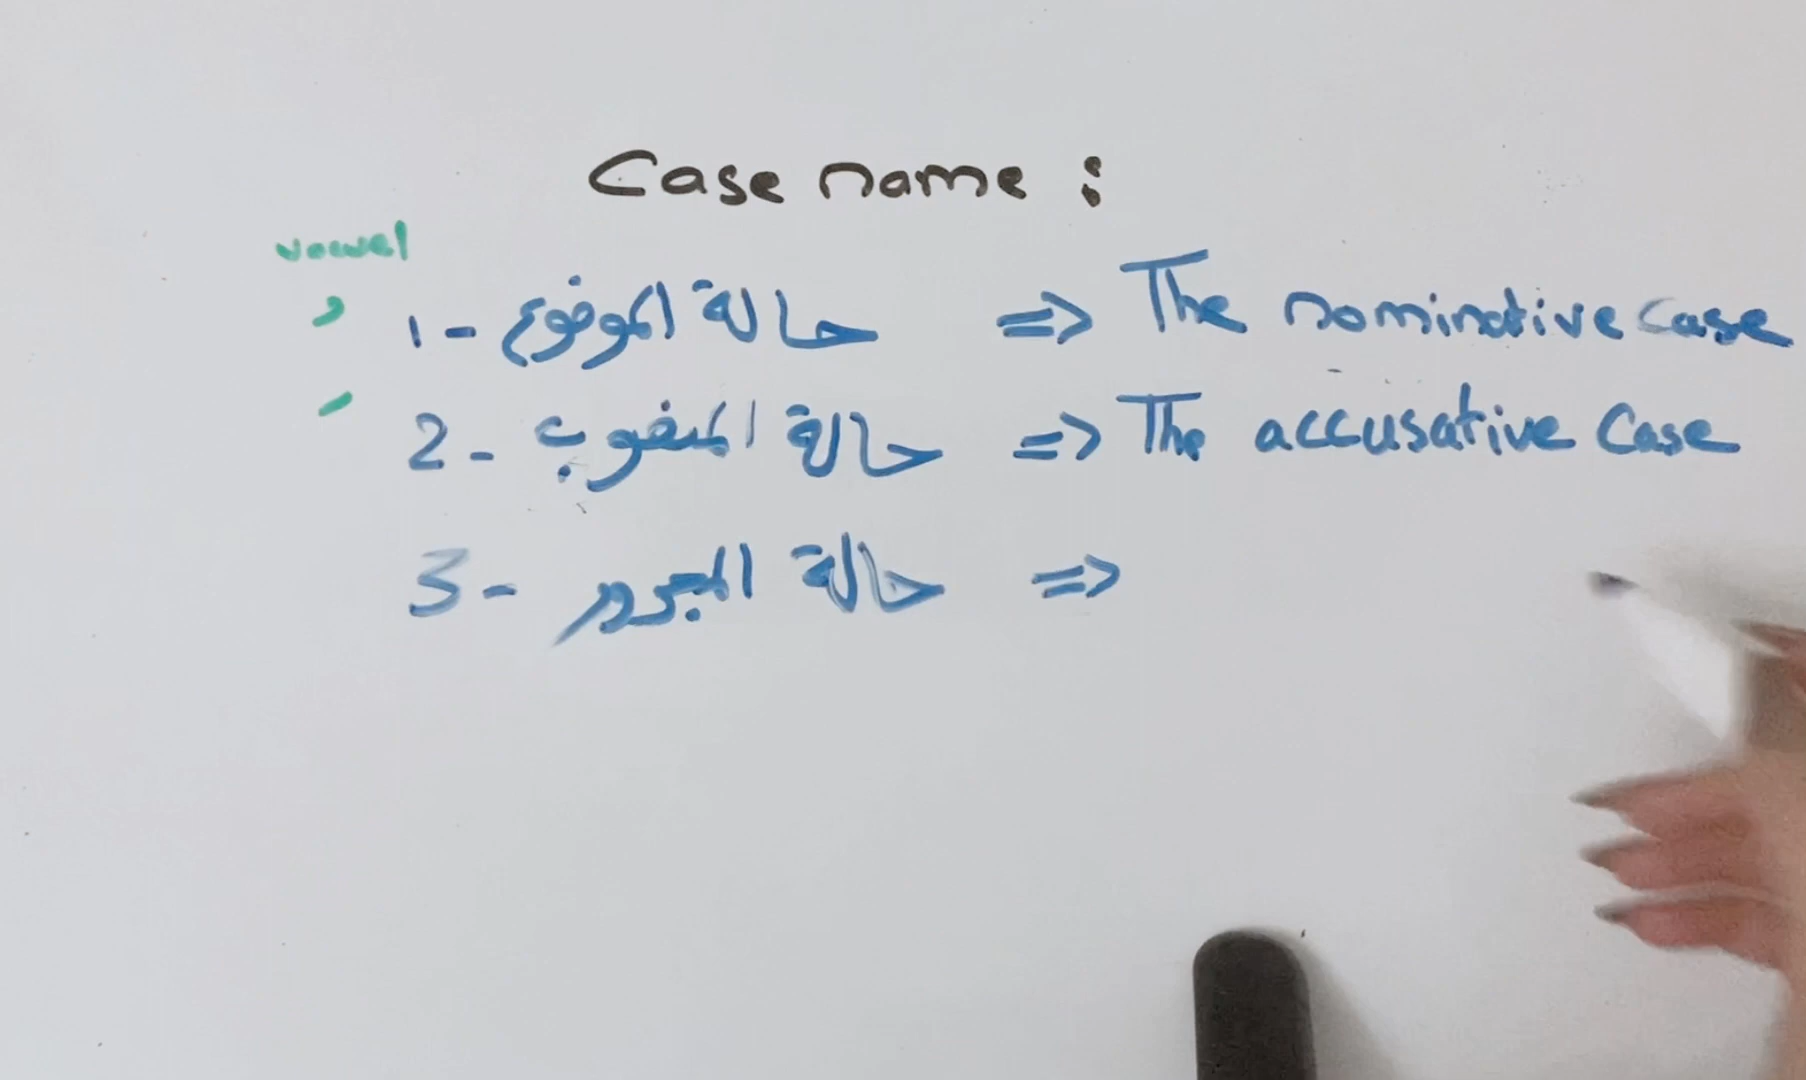 Case name :
vowel
ُ 1 - حالة المرفوع => The nominative case
َ 2 - حالة المنصوب => The accusative case
3 - حالة المجرور =>